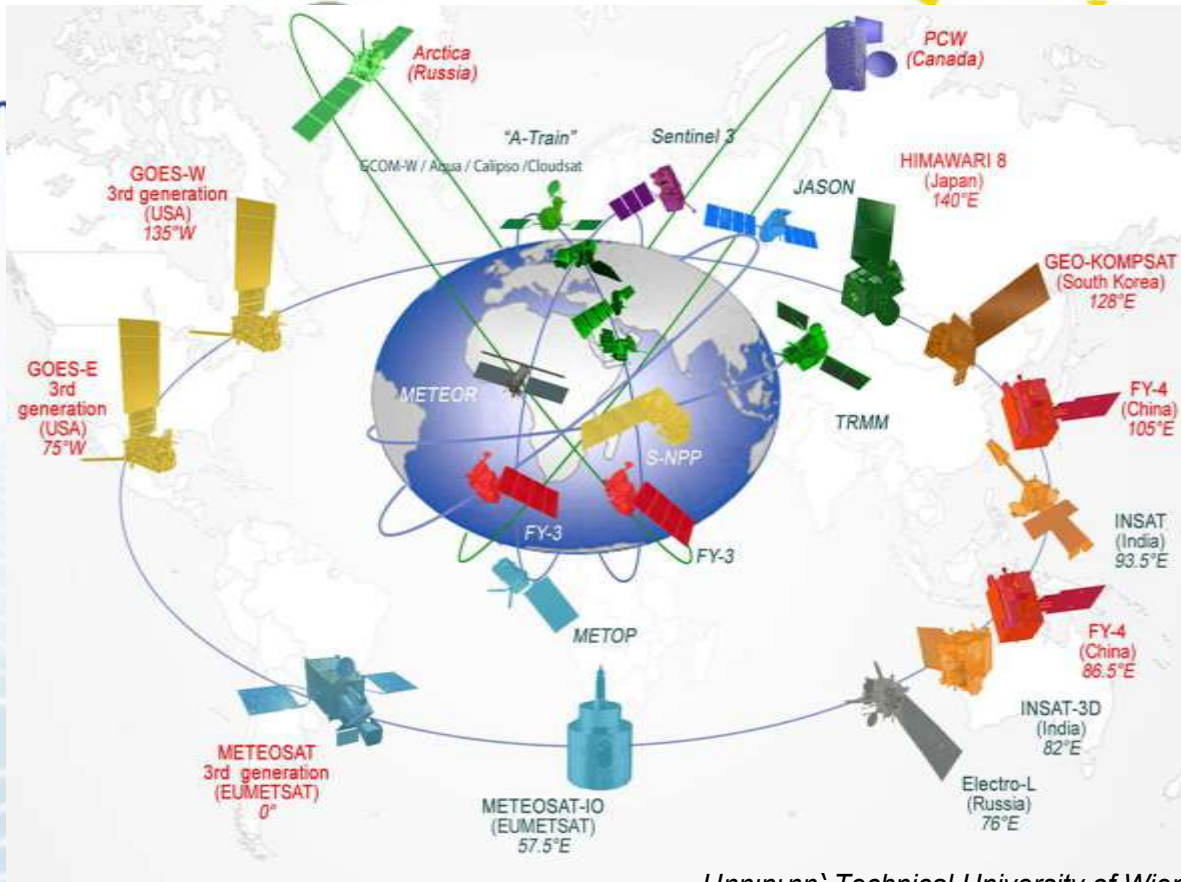 Arctica
(Russia)
PCW
(Canada)
"A-Train"
GCOM-W / Aqua / Calipso /Cloudsat
Sentinel 3
JASON
HIMAWARI 8
(Japan)
140°E
GOES-W
3rd generation
(USA)
135°W
GEO-KOMPSAT
(South Korea)
128°E
GOES-E
3rd
generation
(USA)
75°W
METEOR
TRMM
FY-4
(China)
105°E
S-NPP
INSAT
(India)
93.5°E
FY-3
FY-3
METOP
FY-4
(China)
86.5°E
INSAT-3D
(India)
82°E
METEOSAT
3rd generation
(EUMETSAT)
0°
METEOSAT-IO
(EUMETSAT)
57.5°E
Electro-L
(Russia)
76°E
Technical University of